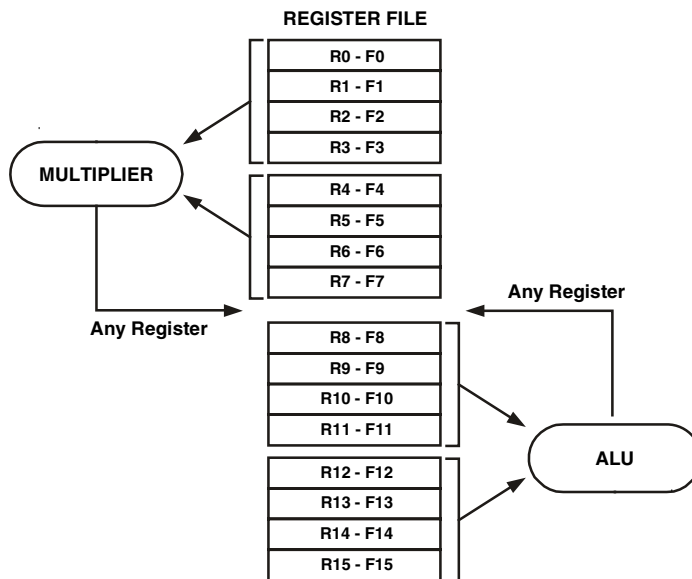 REGISTER FILE
R0 - F0
R1 - F1
R2 - F2
R3 - F3
MULTIPLIER
R4 - F4
R5 - F5
R6 - F6
R7 - F7
Any Register
Any Register
R8 - F8
R9 - F9
R10 - F10
R11 - F11
ALU
R12 - F12
R13 - F13
R14 - F14
R15 - F15